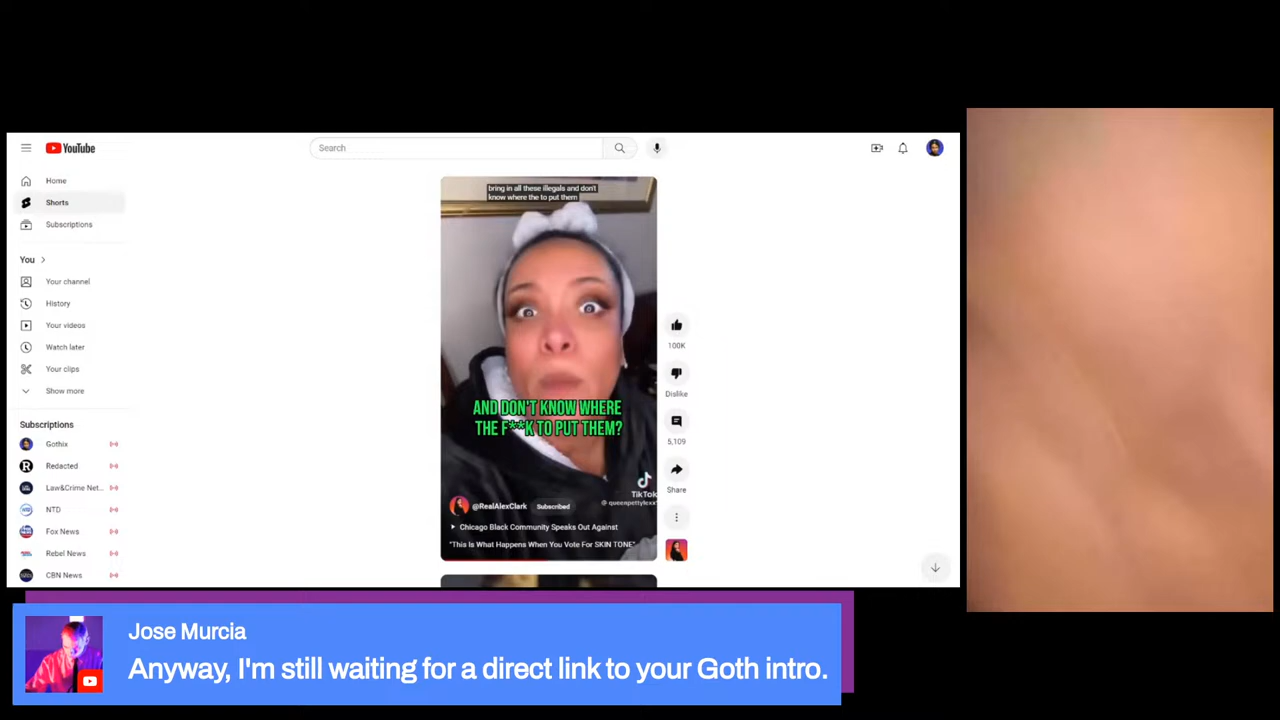 YouTube
Search
Home
Shorts
Subscriptions
You
Your channel
History
Your videos
Watch later
Your clips
Show more
Subscriptions
Gothix
Redacted
Law&Crime Net...
NTD
Fox News
Rebel News
CBN News
bring in all these illegals and don't
know where the to put them
AND DON'T KNOW WHERE
THE F**K TO PUT THEM?
TikTok
@RealAlexClark Subscribed
Chicago Black Community Speaks Out Against
"This Is What Happens When You Vote For SKIN TONE"
100K
Dislike
5,109
Share
Jose Murcia
Anyway, I'm still waiting for a direct link to your Goth intro.